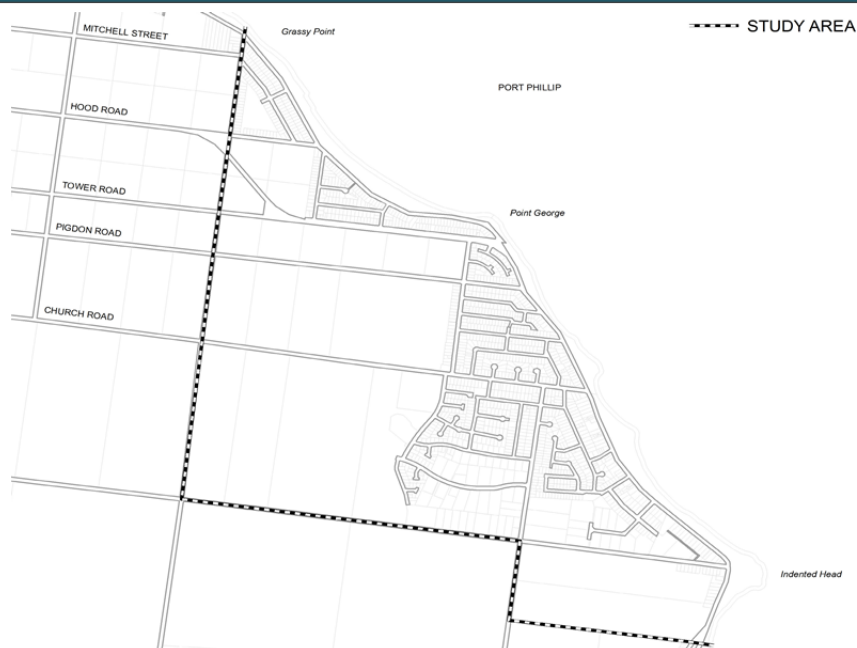 MITCHELL STREET
Grassy Point
STUDY AREA
PORT PHILLIP
HOOD ROAD
TOWER ROAD
Point George
PIGDON ROAD
CHURCH ROAD
Indented Head